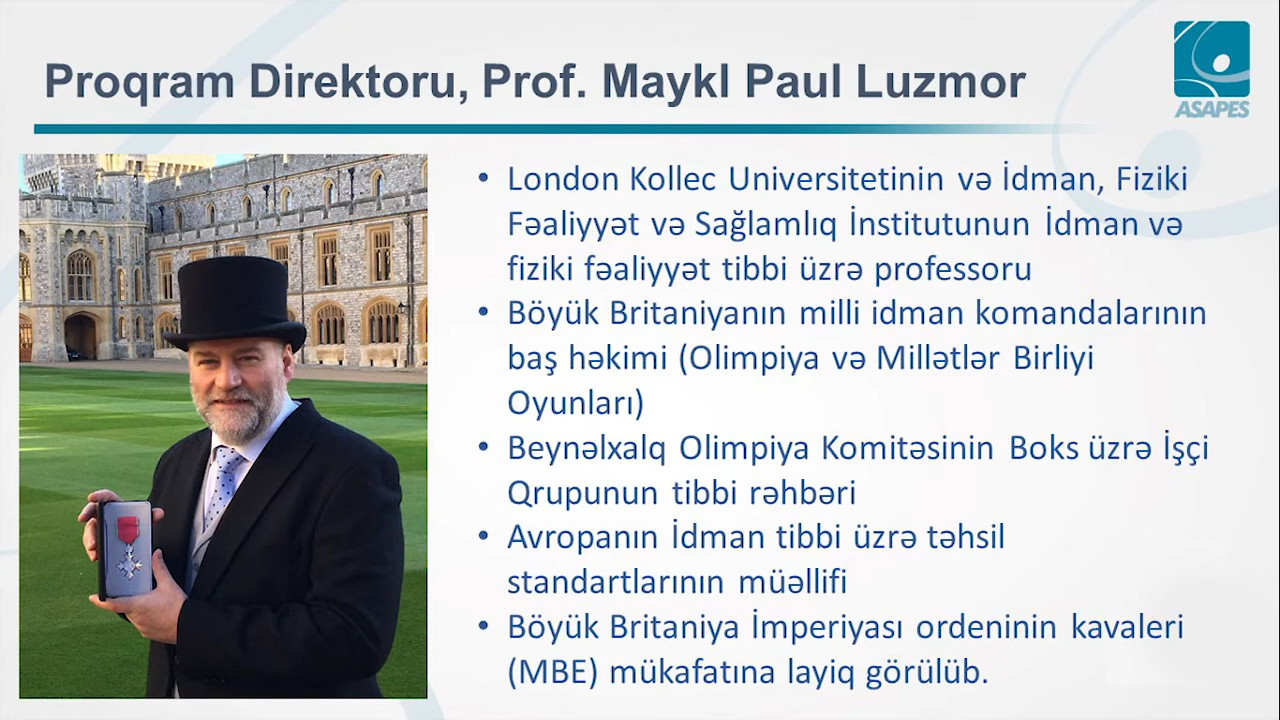 Proqram Direktoru, Prof. Maykl Paul Luzmor
ASAPES
• London Kollec Universitetinin və İdman, Fiziki
Fəaliyyət və Sağlamlıq İnstitutunun İdman və
fiziki fəaliyyət tibbi üzrə professoru
• Böyük Britaniyanın milli idman komandalarının
baş həkimi (Olimpiya və Millətlər Birliyi
Oyunları)
• Beynəlxalq Olimpiya Komitəsinin Boks üzrə İşçi
Qrupunun tibbi rəhbəri
• Avropanın İdman tibbi üzrə təhsil
standartlarının müəllifi
• Böyük Britaniya İmperiyası ordeninin kavaleri
(MBE) mükafatına layiq görülüb.